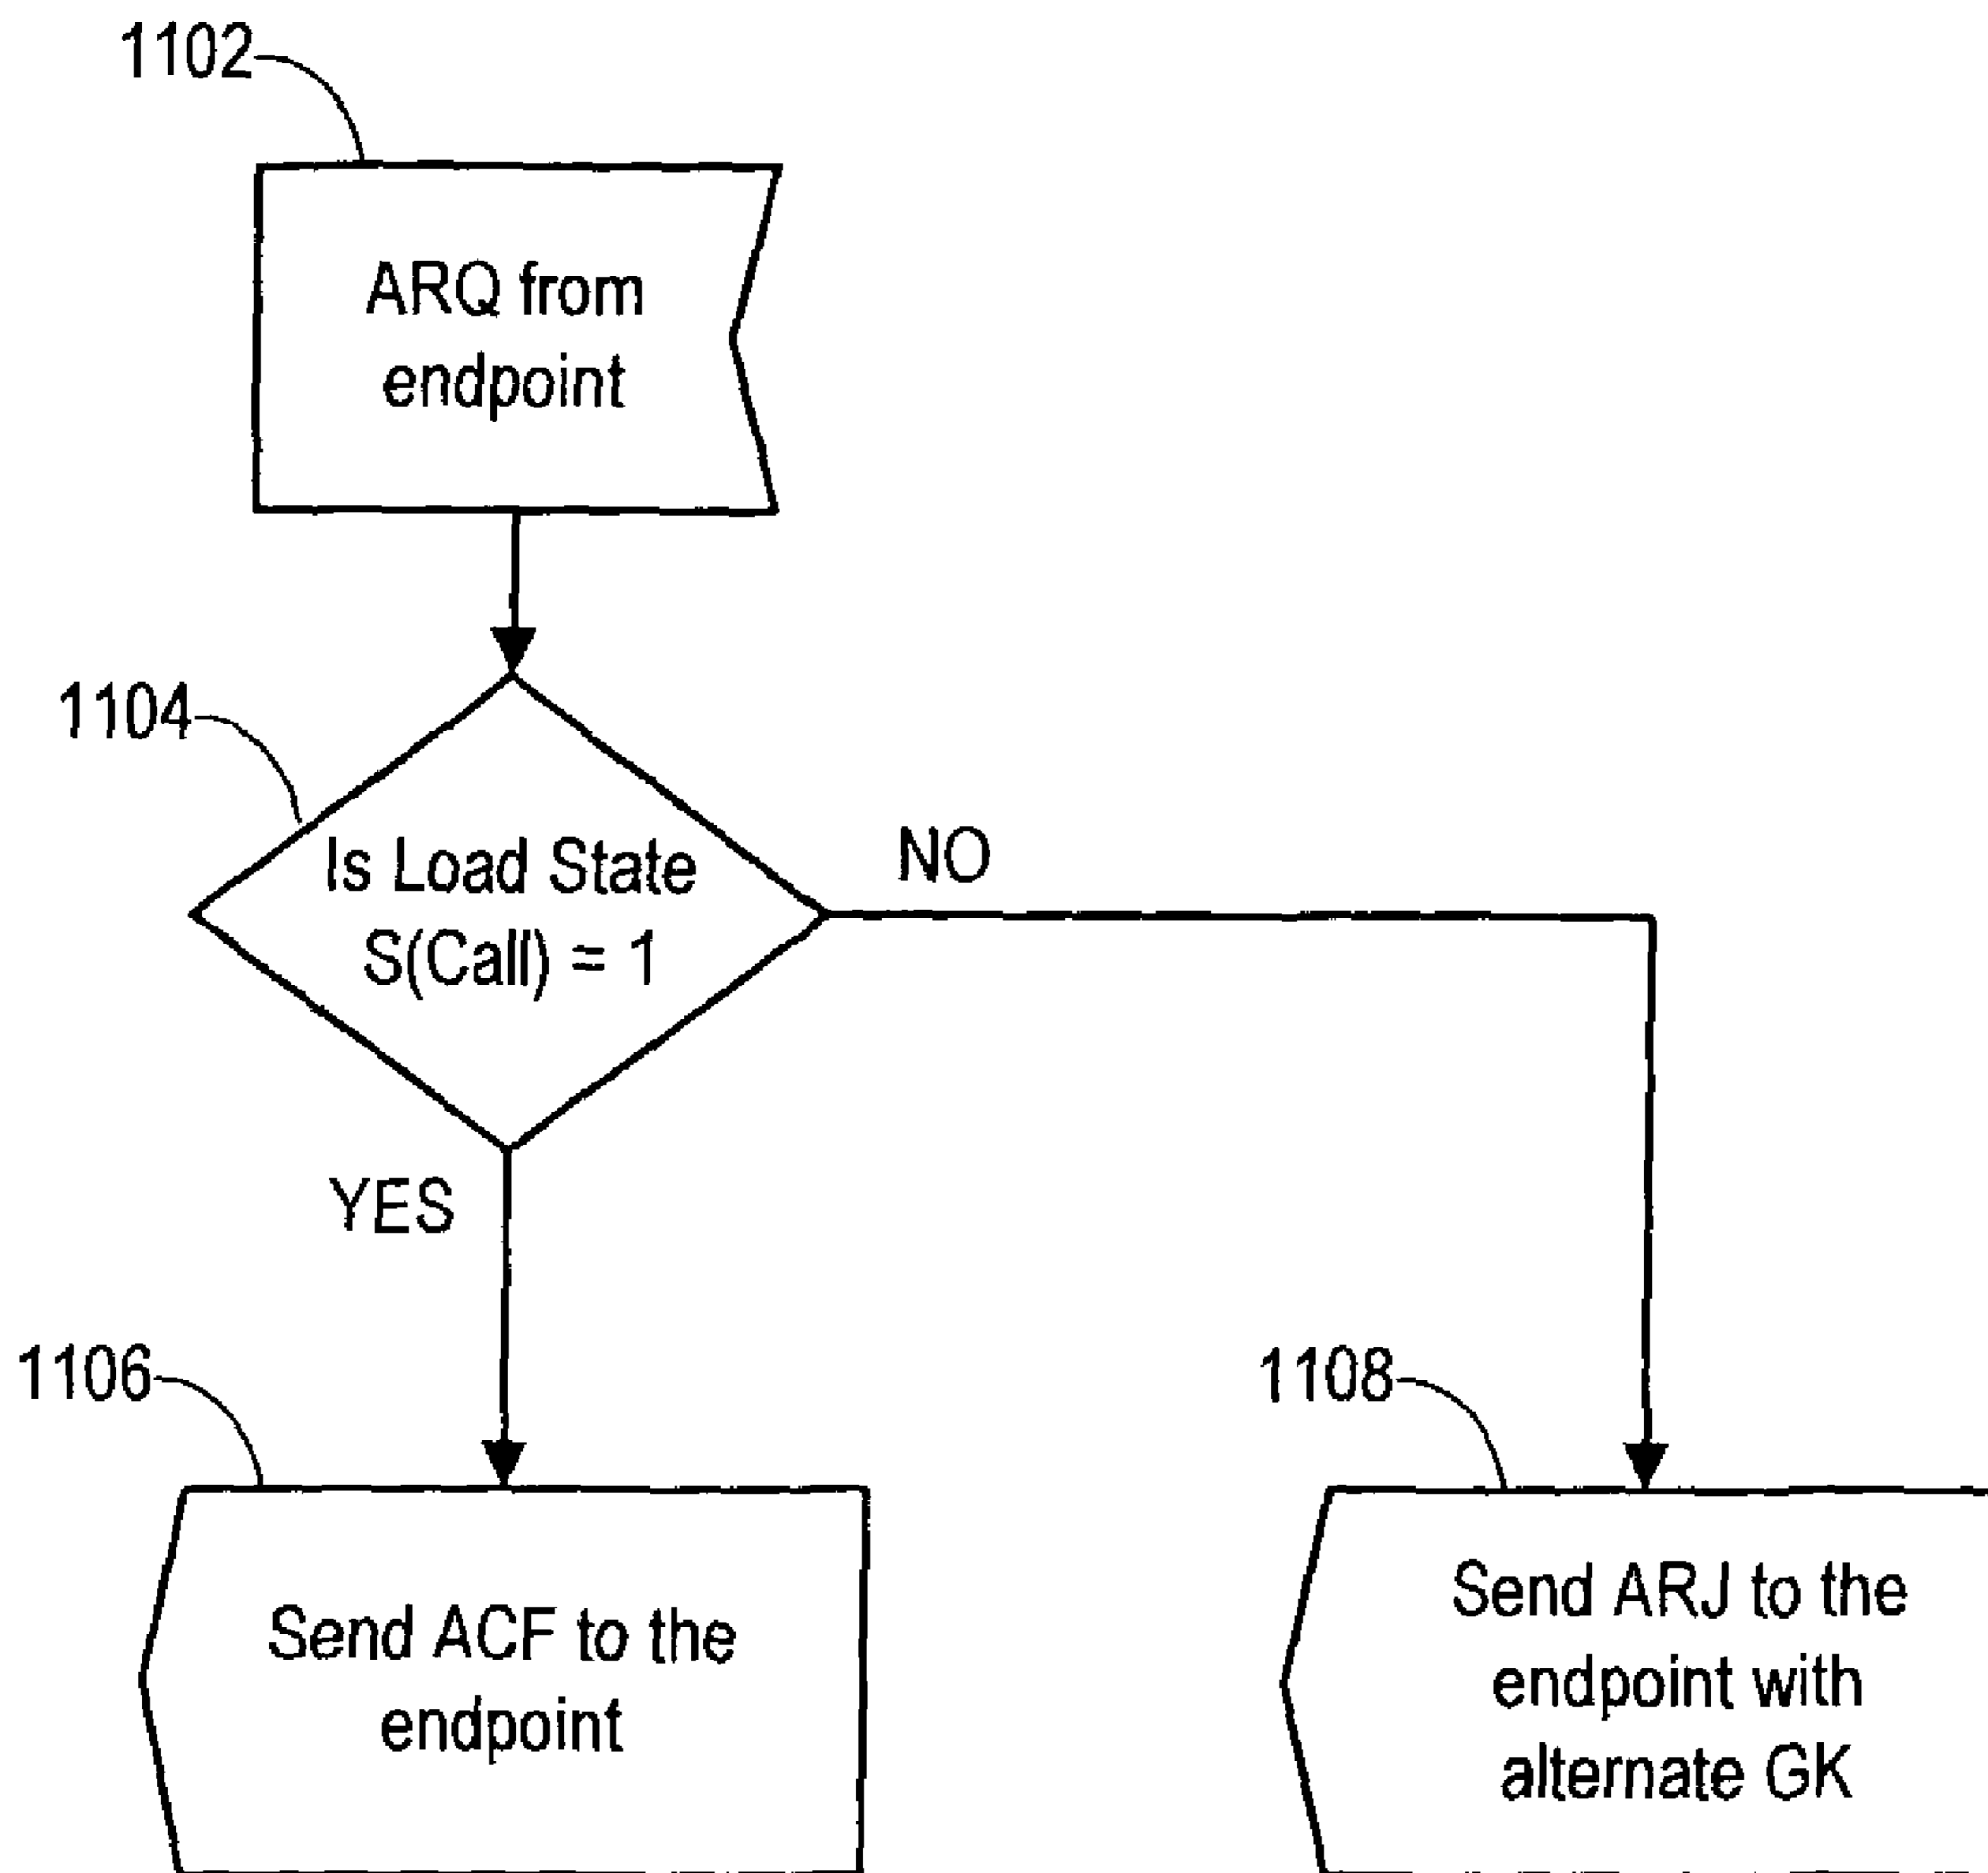 1102
ARQ from
endpoint
1104
Is Load State
S(Call) = 1
NO
YES
1106
Send ACF to the
endpoint
1108
Send ARJ to the
endpoint with
alternate GK